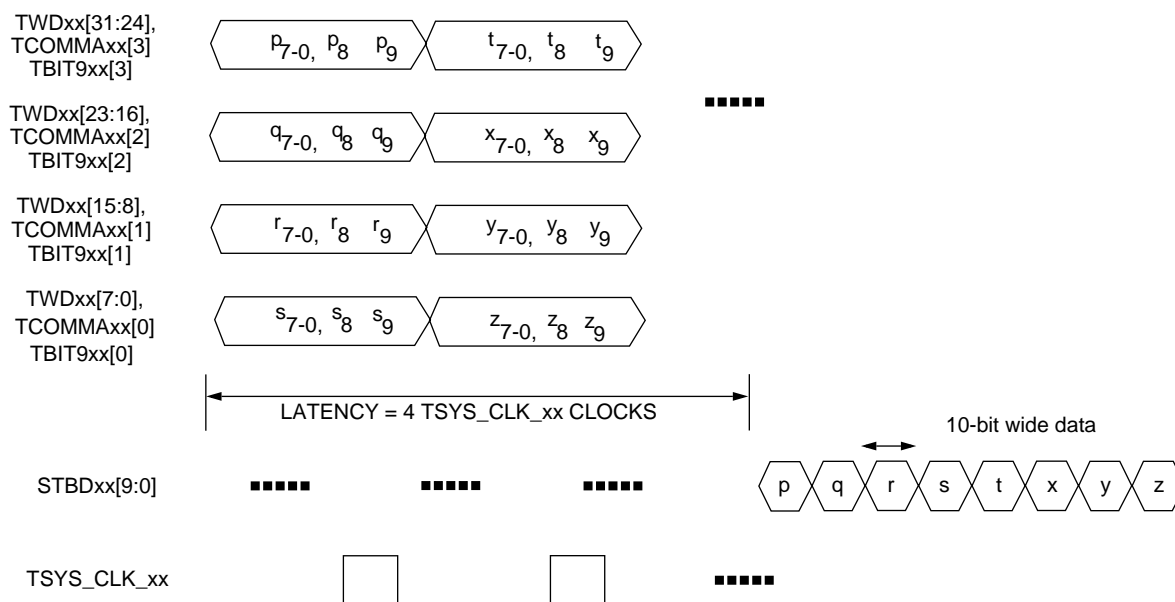 TWDxx[31:24],
TCOMMAxx[3]
TBIT9xx[3]
p7-0, p8 p9
t7-0, t8 t9
TWDxx[23:16],
TCOMMAxx[2]
TBIT9xx[2]
q7-0, q8 q9
x7-0, x8 x9
TWDxx[15:8],
TCOMMAxx[1]
TBIT9xx[1]
r7-0, r8 r9
y7-0, y8 y9
TWDxx[7:0],
TCOMMAxx[0]
TBIT9xx[0]
s7-0, s8 s9
z7-0, z8 z9
LATENCY = 4 TSYS_CLK_xx CLOCKS
10-bit wide data
STBDxx[9:0]
p q r s t x y z
TSYS_CLK_xx